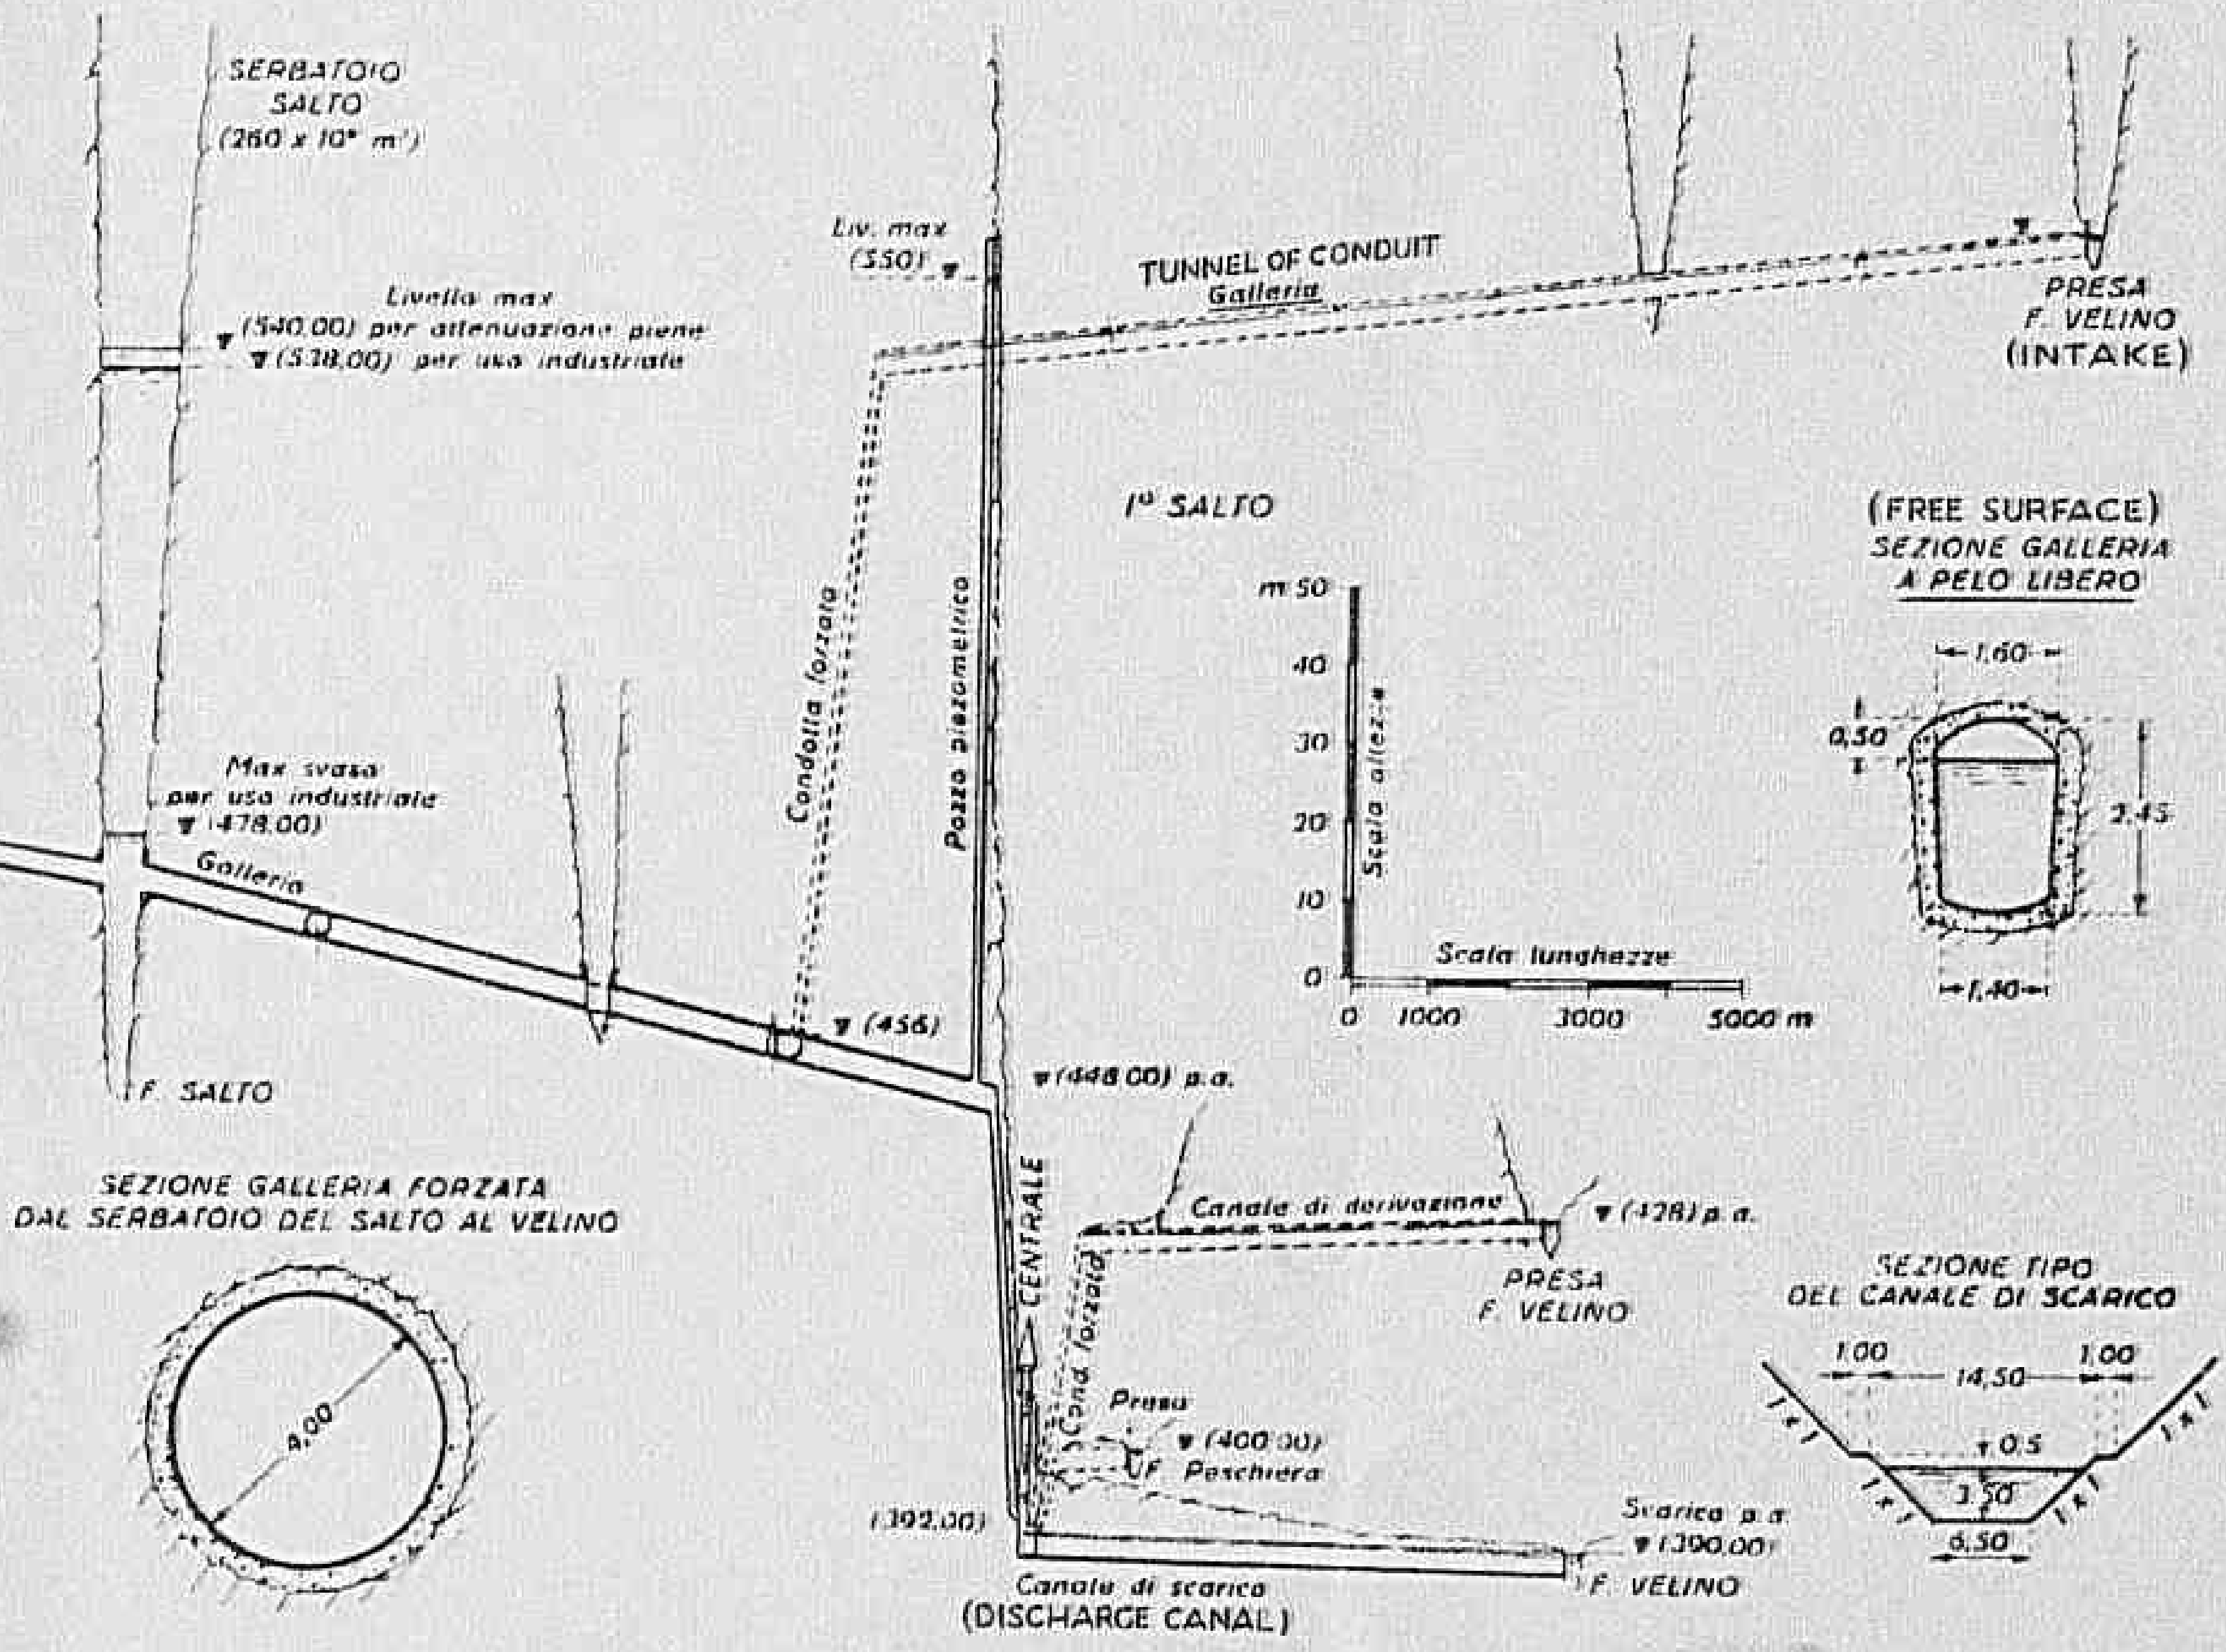 SERBATOIO
SALTO
(260 x 10⁶ m³)
Liv. max
(550)
TUNNEL OF CONDUIT
Galleria
PRESA
F. VELINO
(INTAKE)
Livello max
(540.00) per attenuazione piene
(538,00) per uso industriale
1º SALTO
(FREE SURFACE)
SEZIONE GALLERIA
A PELO LIBERO
1,60
0,50
2,45
1,40
m 50
40
30
20
10
0
Scala altezze
Scala lunghezze
0 1000 3000 5000 m
Condotta forzata
Pozzo piezometrico
Max svaso
per uso industriale
(478.00)
Galleria
(456)
F. SALTO
(448.00) p.a.
SEZIONE GALLERIA FORZATA
DAL SERBATOIO DEL SALTO AL VELINO
4,00
CENTRALE
Canale di derivazione
(428) p.a.
PRESA
F. VELINO
Cond. forzata
Presa
(400.00)
F. Peschiera
(392.00)
Scarico p.a.
(390,00)
F. VELINO
Canale di scarico
(DISCHARGE CANAL)
SEZIONE TIPO
DEL CANALE DI SCARICO
1.00 14,50 1.00
0.5
3,50
6,50
1x1
1x1
1x1
1x1